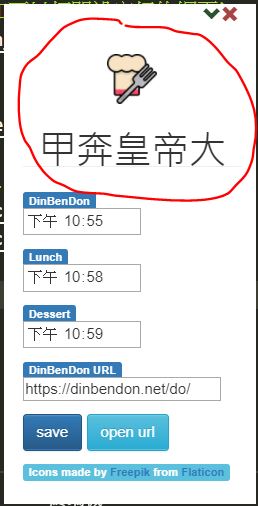 甲奔皇帝大
DinBenDon
下午 10:55
Lunch
下午 10:58
Dessert
下午 10:59
DinBenDon URL
https://dinbendon.net/do/
save
open url
Icons made by Freepik from Flaticon